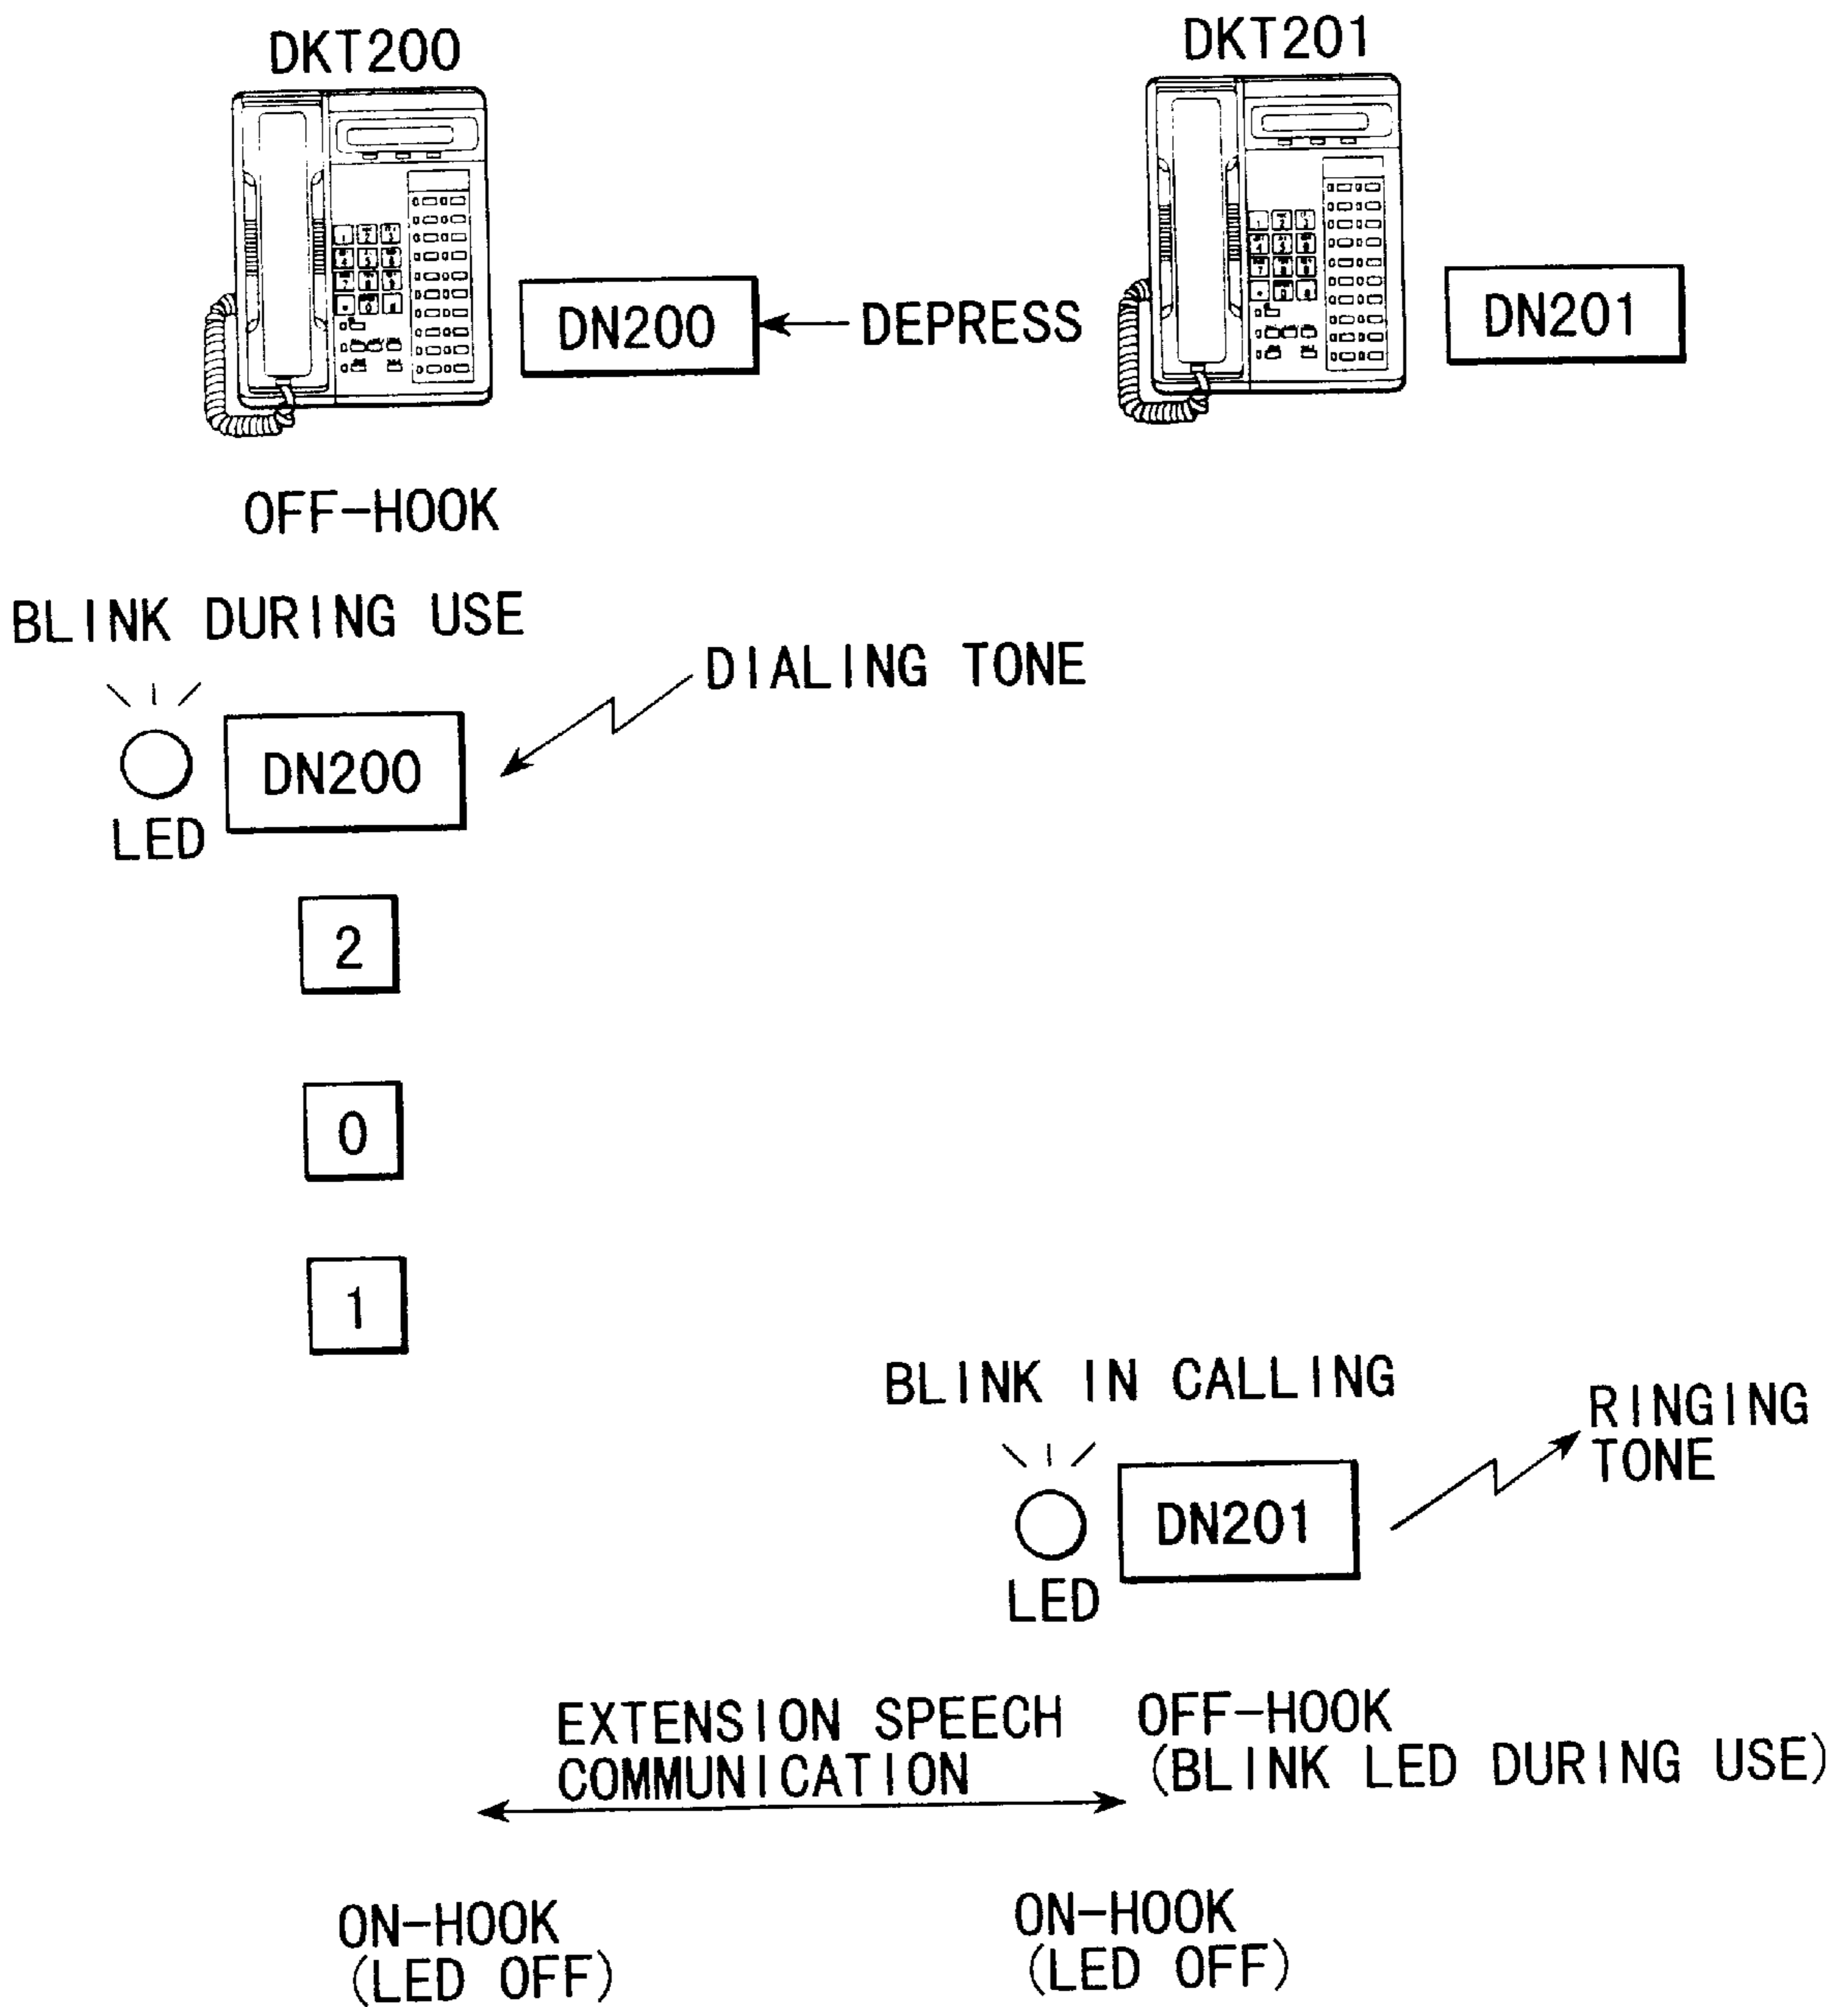 DKT200
DKT201
DN200
DEPRESS
DN201
OFF-HOOK
BLINK DURING USE
DIALING TONE
DN200
LED
2
0
1
BLINK IN CALLING
RINGING
TONE
DN201
LED
EXTENSION SPEECH
COMMUNICATION
OFF-HOOK
(BLINK LED DURING USE)
ON-HOOK
(LED OFF)
ON-HOOK
(LED OFF)